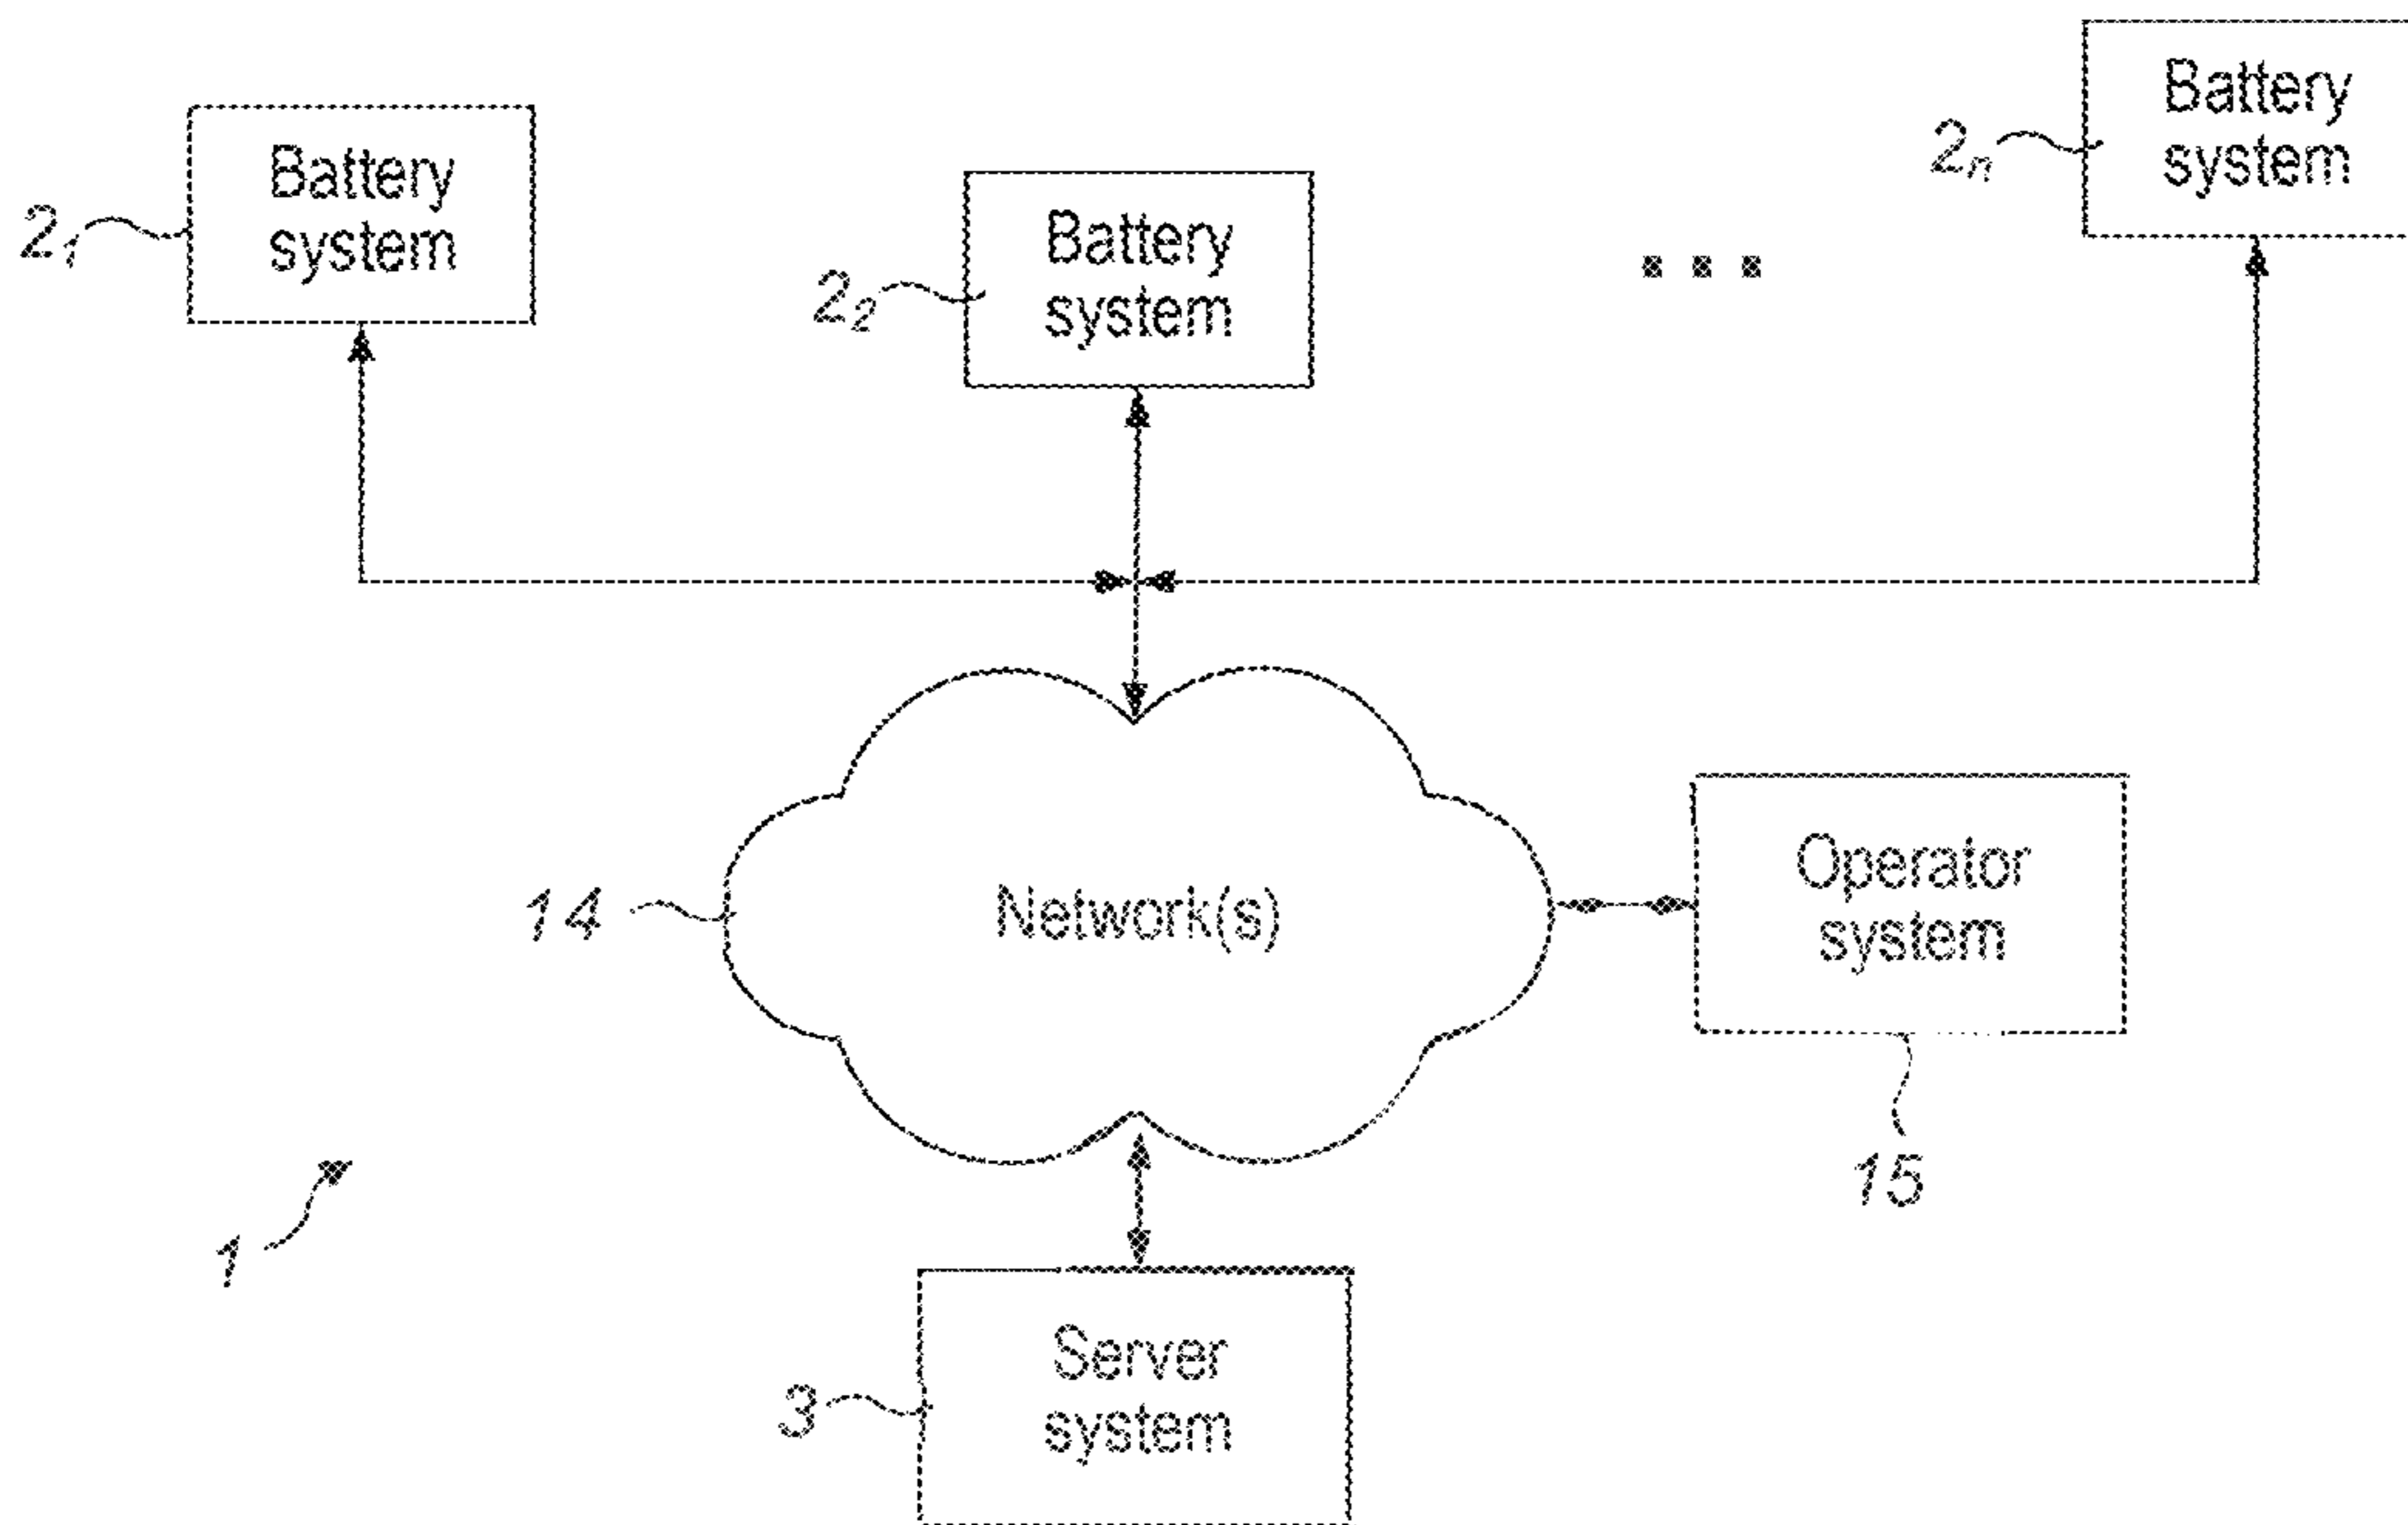 Battery
system
2₁
Battery
system
2₂
Battery
system
2ₙ
Network(s)
14
Operator
system
15
1
Server
system
3